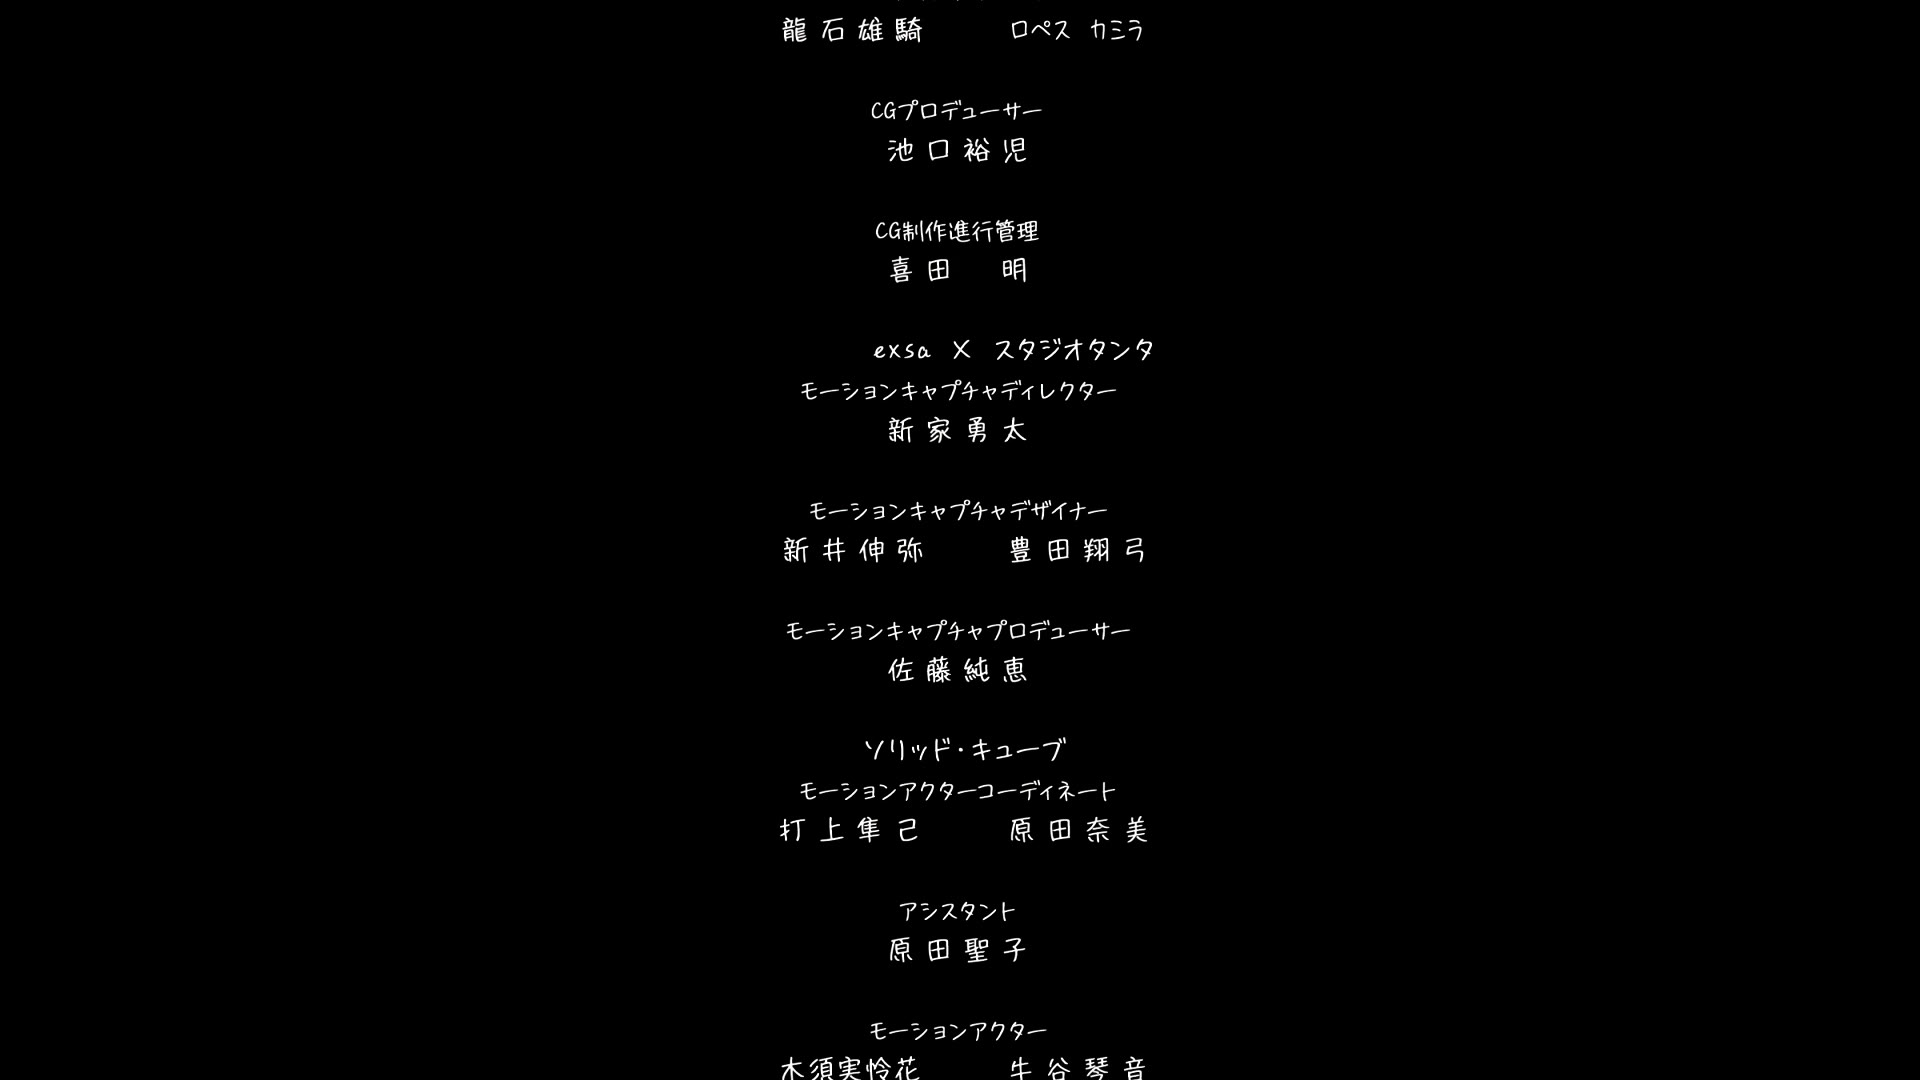 龍石雄騎 ロペス カミラ
CGプロデューサー
池口裕児
CG制作進行管理
喜田 明
exsa × スタジオタンタ
モーションキャプチャディレクター
新家勇太
モーションキャプチャデザイナー
新井伸弥 豊田翔弓
モーションキャプチャプロデューサー
佐藤純恵
ソリッド・キューブ
モーションアクターコーディネート
打上隼己 原田奈美
アシスタント
原田聖子
モーションアクター
木須実怜花 牛谷琴音